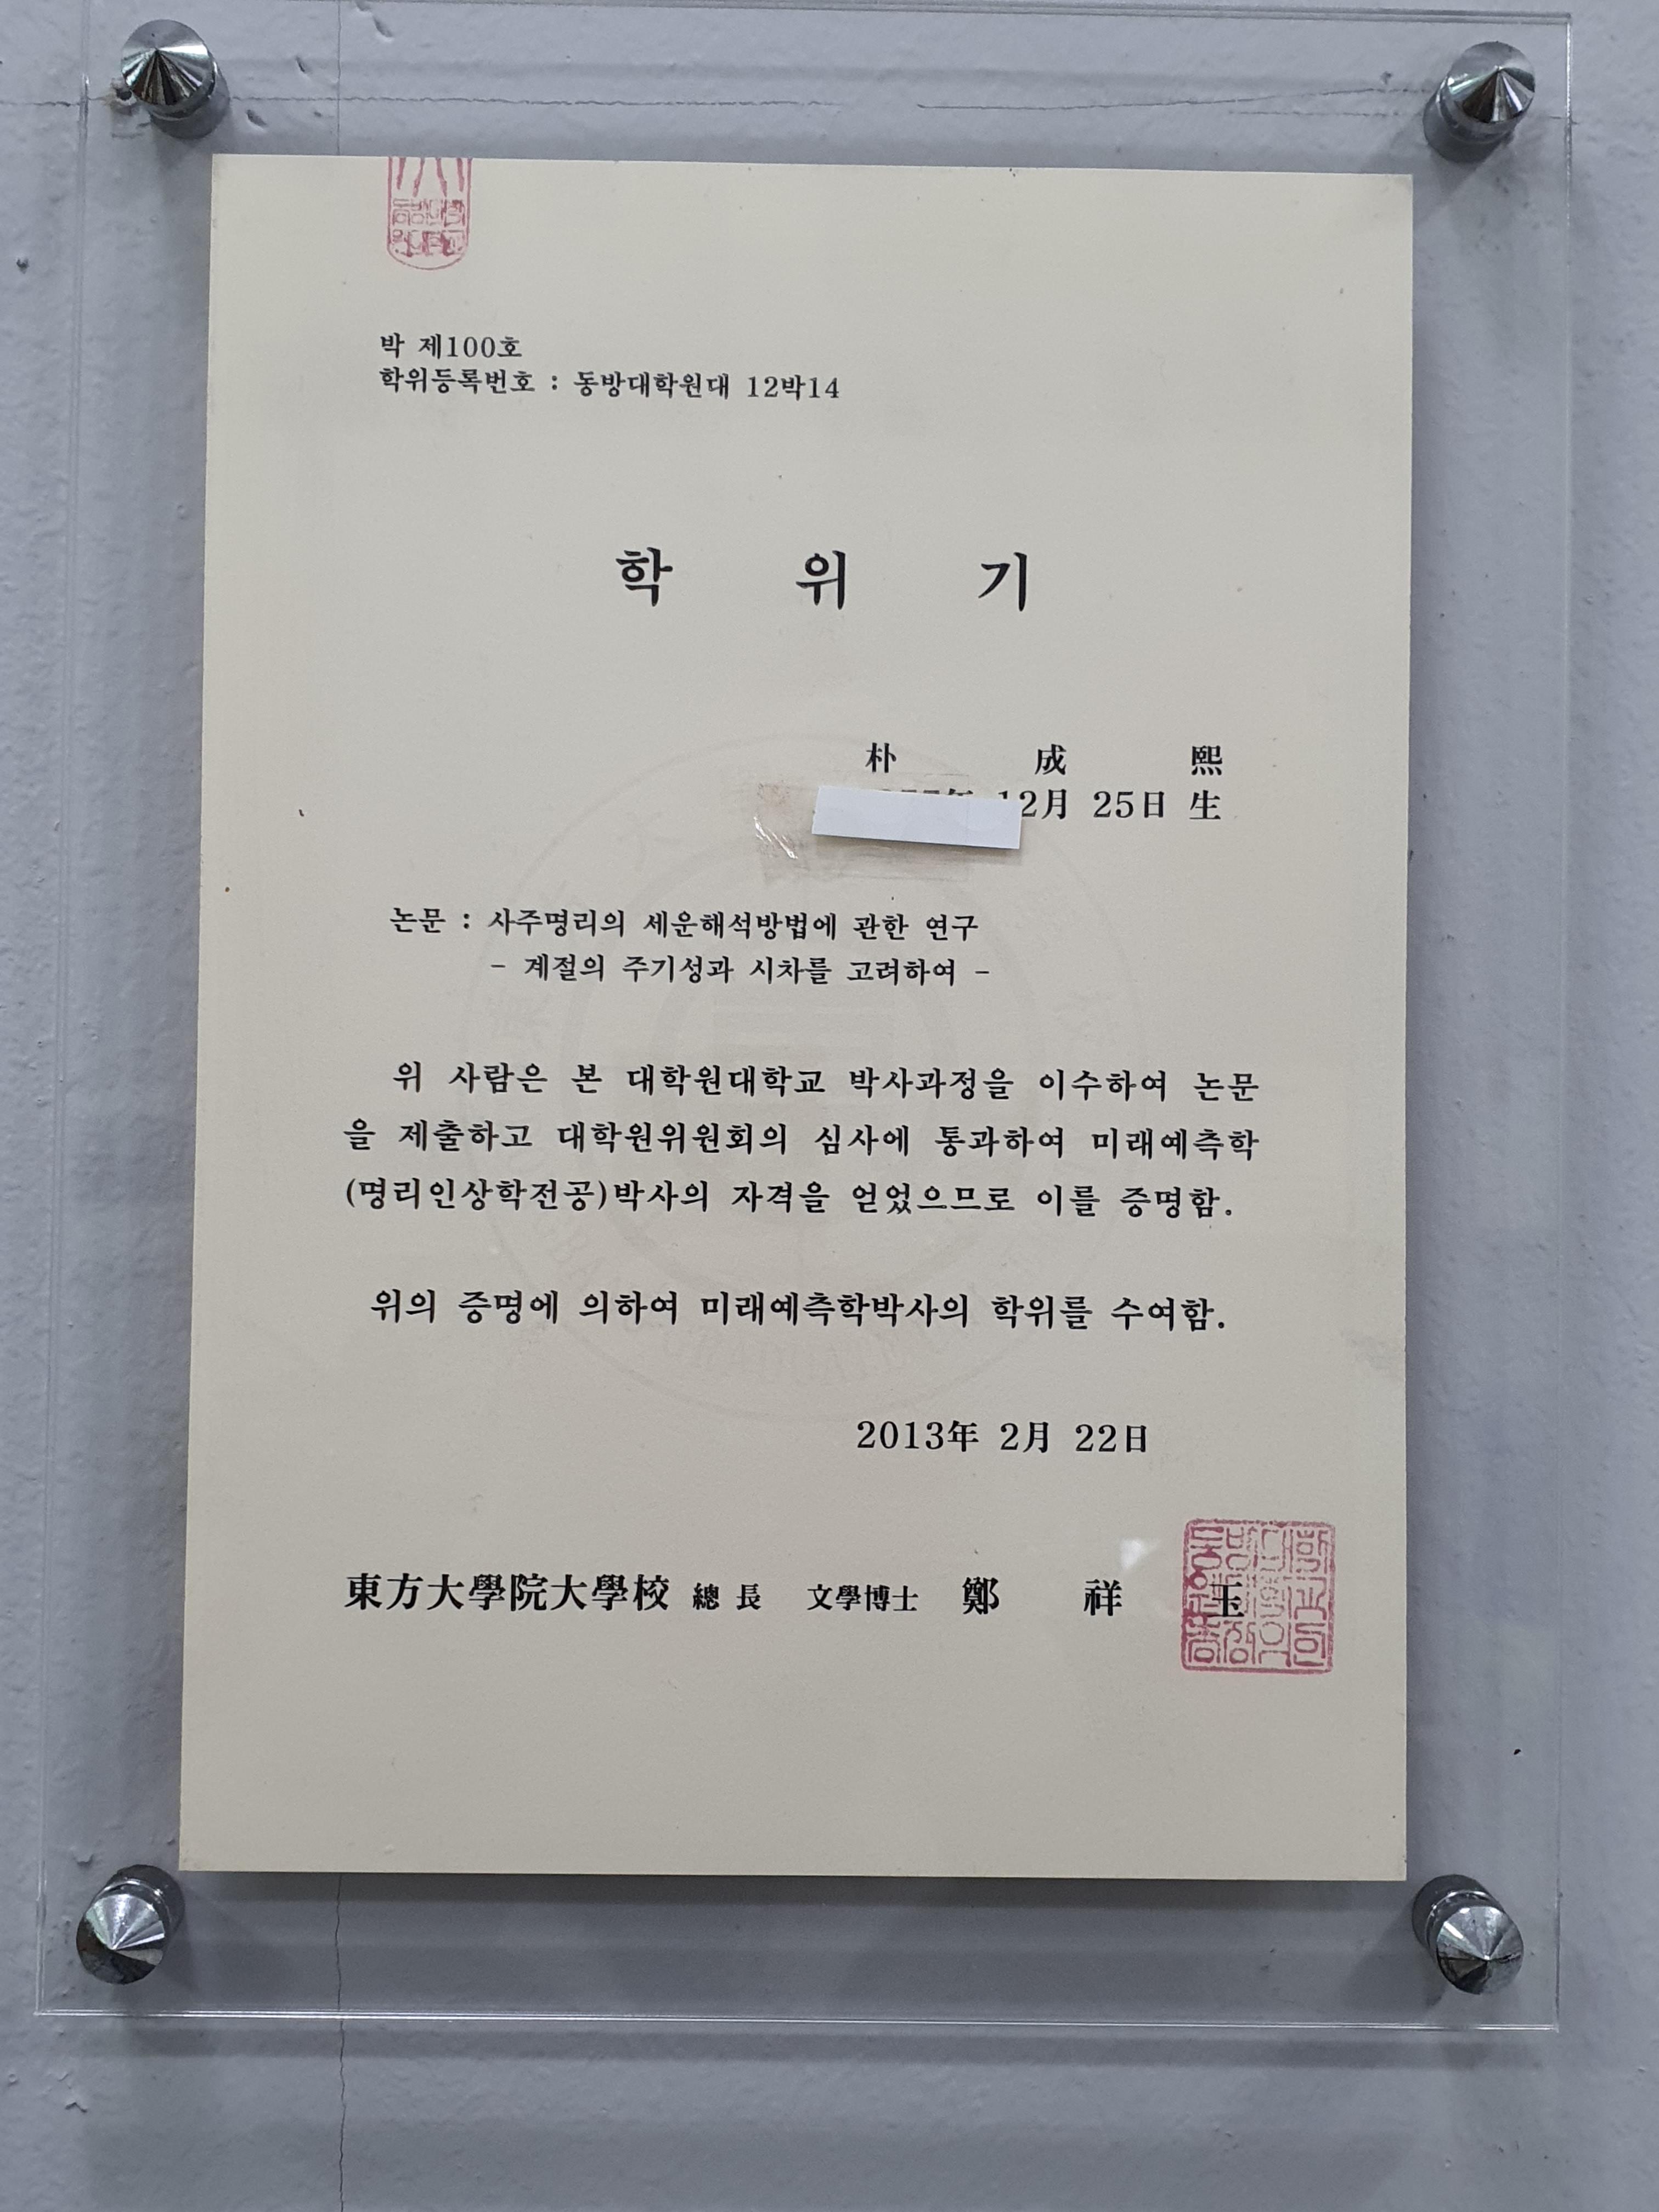 박 제100호
학위등록번호 : 동방대학원대 12박14
학 위 기
朴 成 熙
12月 25日 生
논문 : 사주명리의 세운해석방법에 관한 연구
- 계절의 주기성과 시차를 고려하여 -
위 사람은 본 대학원대학교 박사과정을 이수하여 논문
을 제출하고 대학원위원회의 심사에 통과하여 미래예측학
(명리인상학전공)박사의 자격을 얻었으므로 이를 증명함.
위의 증명에 의하여 미래예측학박사의 학위를 수여함.
2013年 2月 22日
東方大學院大學校 總 長 文學博士 鄭 祥 玉